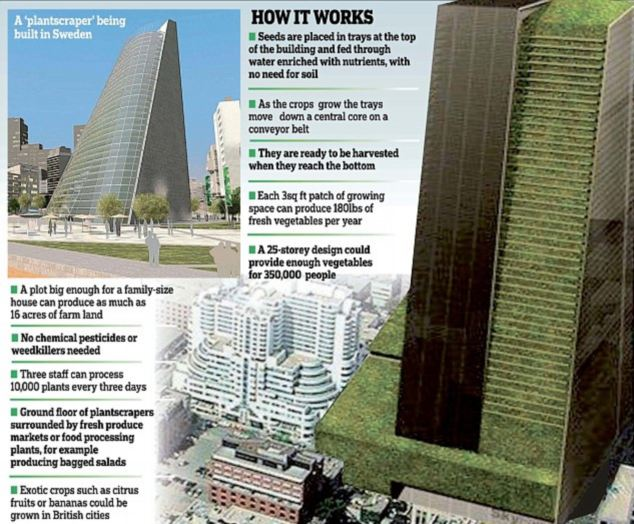 A 'plantscraper' being
built in Sweden
HOW IT WORKS
Seeds are placed in trays at the top
of the building and fed through
water enriched with nutrients, with
no need for soil
As the crops grow the trays
move down a central core on a
conveyor belt
They are ready to be harvested
when they reach the bottom
Each 3sq ft patch of growing
space can produce 180lbs of
fresh vegetables per year
A 25-storey design could
provide enough vegetables
for 350,000 people
A plot big enough for a family-size
house can produce as much as
16 acres of farm land
No chemical pesticides or
weedkillers needed
Three staff can process
10,000 plants every three days
Ground floor of plantscrapers
surrounded by fresh produce
markets or food processing
plants, for example
producing bagged salads
Exotic crops such as citrus
fruits or bananas could be
grown in British cities